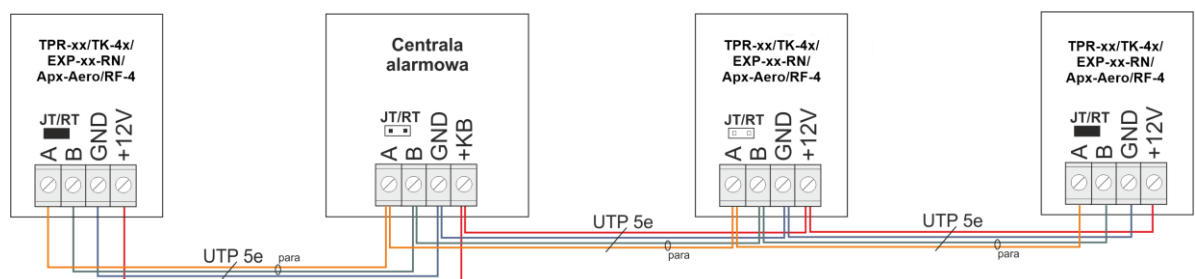 TPR-xx/TK-4x/
EXP-xx-RN/
Apx-Aero/RF-4
JT/RT
A
B
GND
+12V
Centrala
alarmowa
JT/RT
A
B
GND
+KB
TPR-xx/TK-4x/
EXP-xx-RN/
Apx-Aero/RF-4
JT/RT
A
B
GND
+12V
TPR-xx/TK-4x/
EXP-xx-RN/
Apx-Aero/RF-4
JT/RT
A
B
GND
+12V
UTP 5e
para
UTP 5e
para
UTP 5e
para